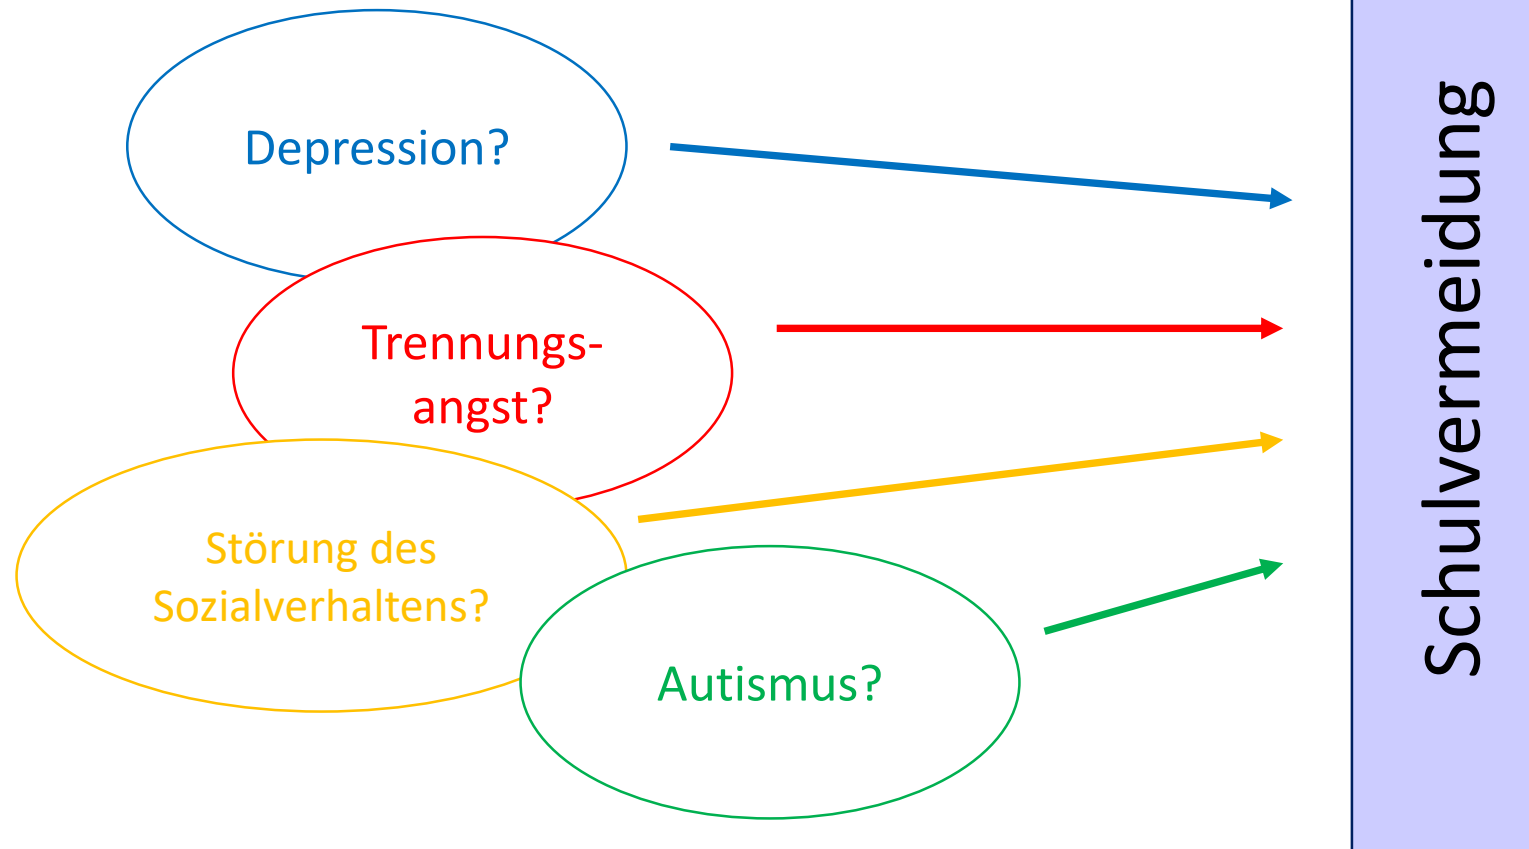 Depression?
Trennungs-
angst?
Störung des
Sozialverhaltens?
Autismus?
Schulvermeidung